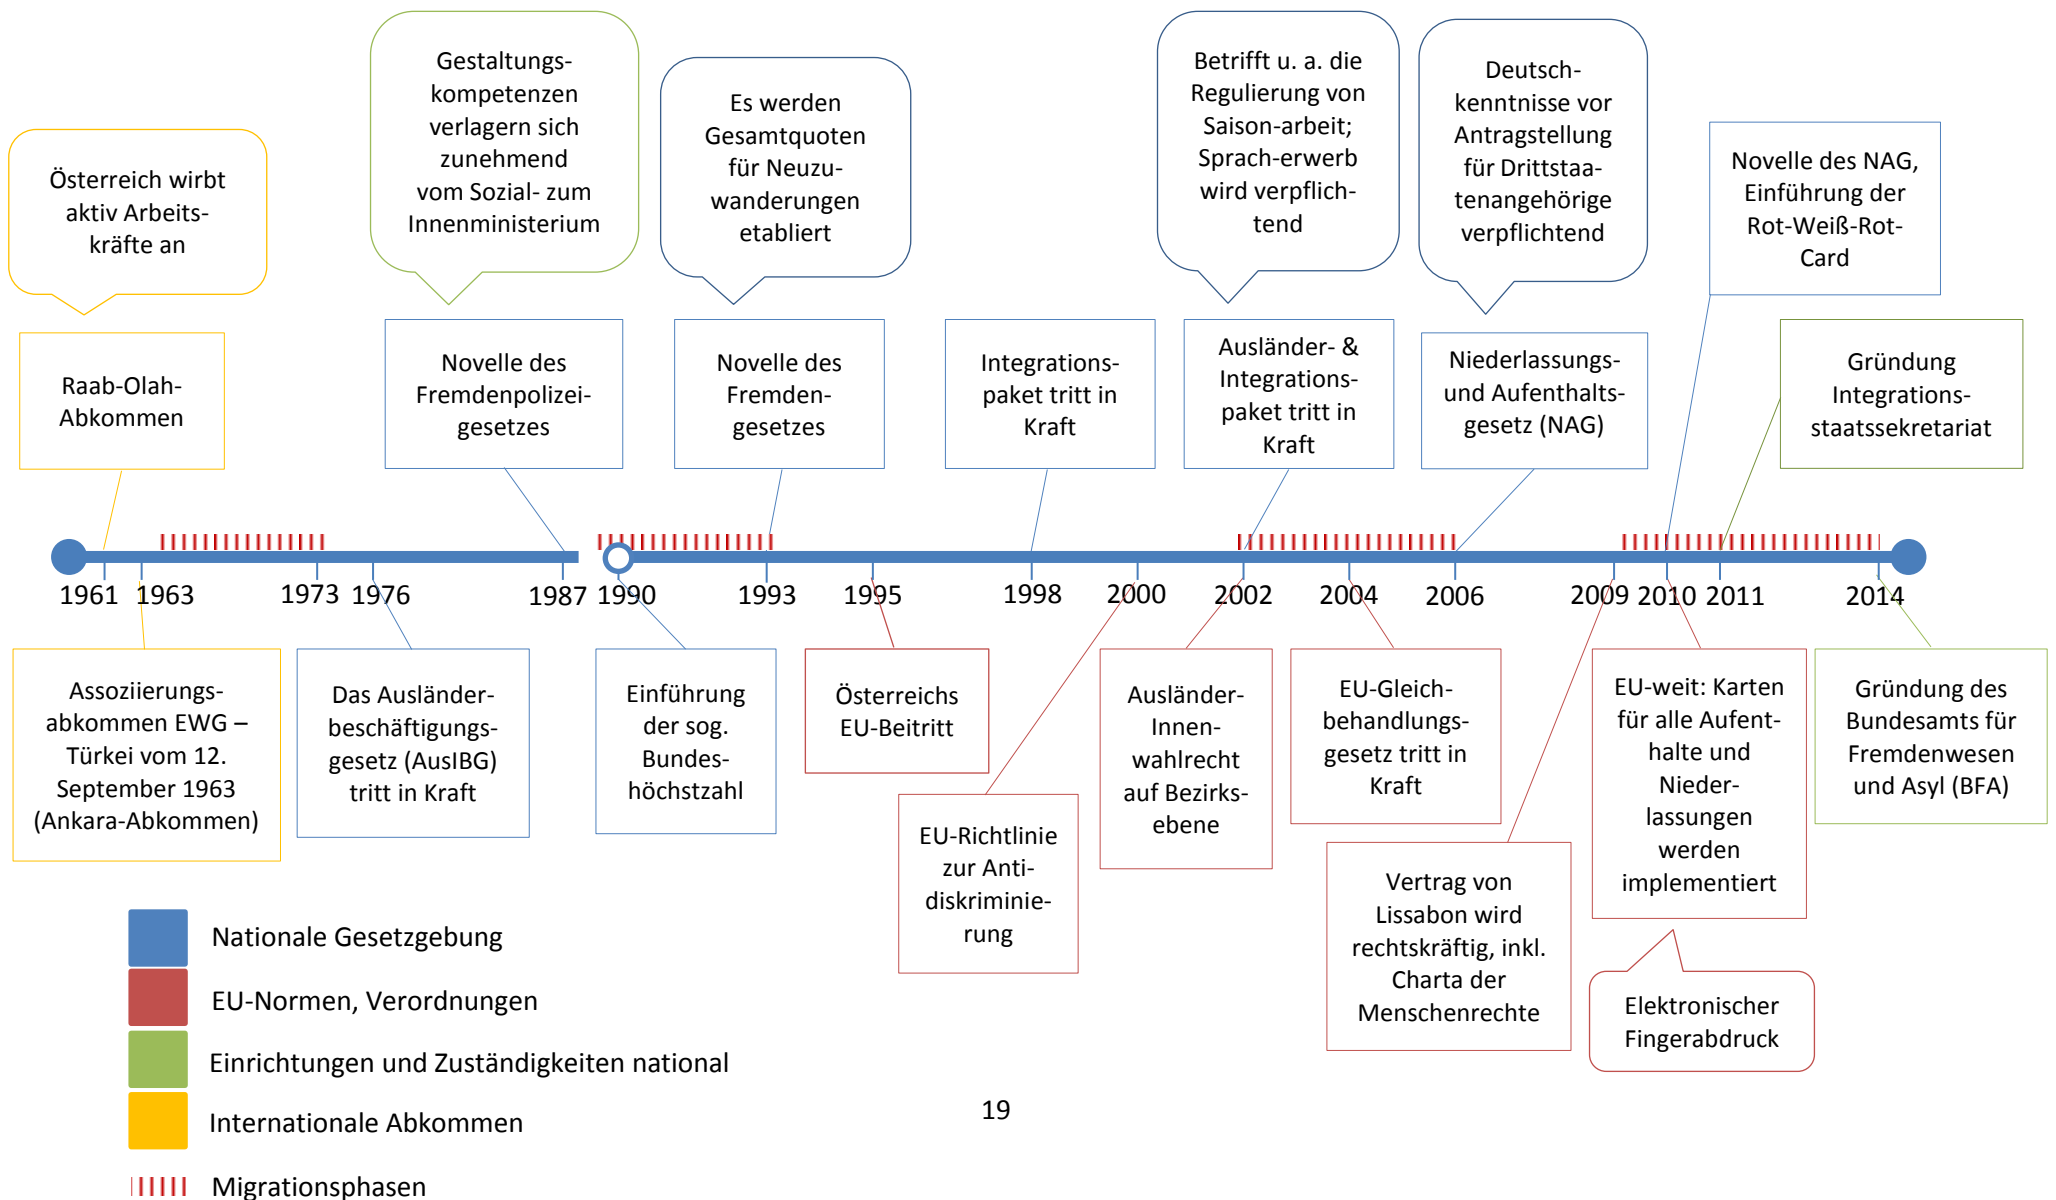 Österreich wirbt
aktiv Arbeits-
kräfte an
Gestaltungs-
kompetenzen
verlagern sich
zunehmend
vom Sozial- zum
Innenministerium
Es werden
Gesamtquoten
für Neuzu-
wanderungen
etabliert
Betrifft u. a. die
Regulierung von
Saison-arbeit;
Sprach-erwerb
wird verpflich-
tend
Deutsch-
kenntnisse vor
Antragstellung
für Drittstaa-
tenangehörige
verpflichtend
Novelle des NAG,
Einführung der
Rot-Weiß-Rot-
Card
Raab-Olah-
Abkommen
Novelle des
Fremdenpolizei-
gesetzes
Novelle des
Fremden-
gesetzes
Integrations-
paket tritt in
Kraft
Ausländer- &
Integrations-
paket tritt in
Kraft
Niederlassungs-
und Aufenthalts-
gesetz (NAG)
Gründung
Integrations-
staatssekretariat
1961 1963 1973 1976 1987 1990 1993 1995 1998 2000 2002 2004 2006 2009 2010 2011 2014
Assoziierungs-
abkommen EWG –
Türkei vom 12.
September 1963
(Ankara-Abkommen)
Das Ausländer-
beschäftigungs-
gesetz (AuslBG)
tritt in Kraft
Einführung
der sog.
Bundes-
höchstzahl
Österreichs
EU-Beitritt
EU-Richtlinie
zur Anti-
diskriminie-
rung
Ausländer-
Innen-
wahlrecht
auf Bezirks-
ebene
EU-Gleich-
behandlungs-
gesetz tritt in
Kraft
Vertrag von
Lissabon wird
rechtskräftig, inkl.
Charta der
Menschenrechte
EU-weit: Karten
für alle Aufent-
halte und
Nieder-
lassungen
werden
implementiert
Elektronischer
Fingerabdruck
Gründung des
Bundesamts für
Fremdenwesen
und Asyl (BFA)
Nationale Gesetzgebung
EU-Normen, Verordnungen
Einrichtungen und Zuständigkeiten national
Internationale Abkommen
Migrationsphasen
19